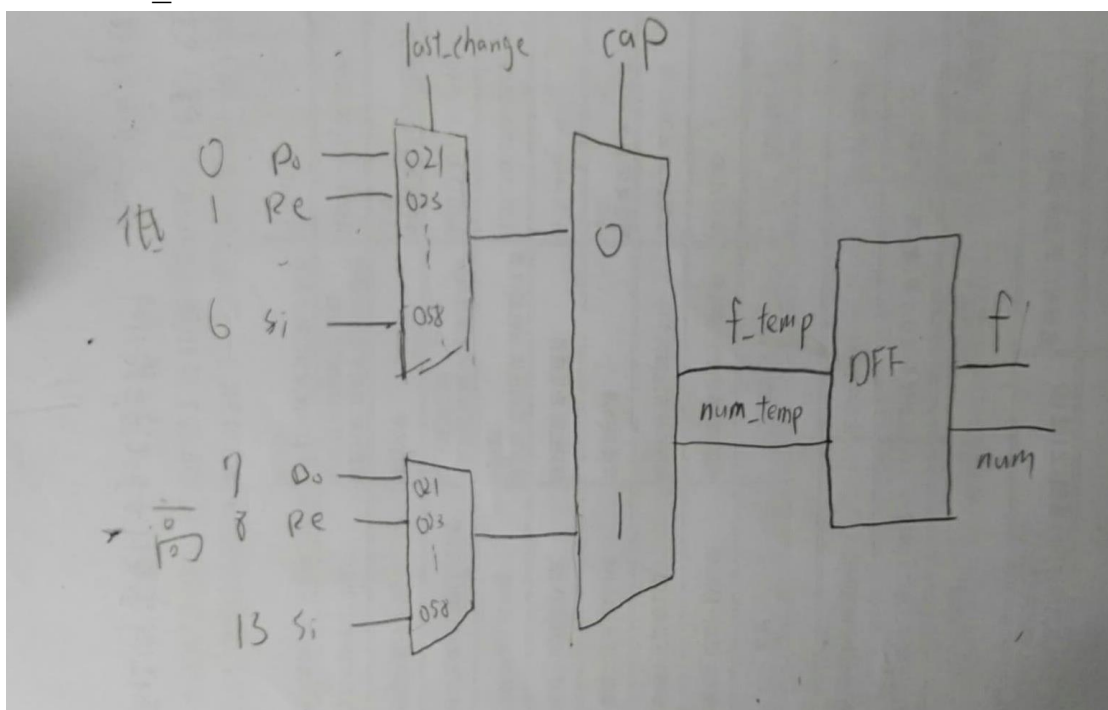 last_change
cap
0 Do 021
低 1 Re 023
6 Si 058
0
f_temp
DFF
f
num_temp
num
7 Do 021
高 8 Re 023
1
13 Si 058